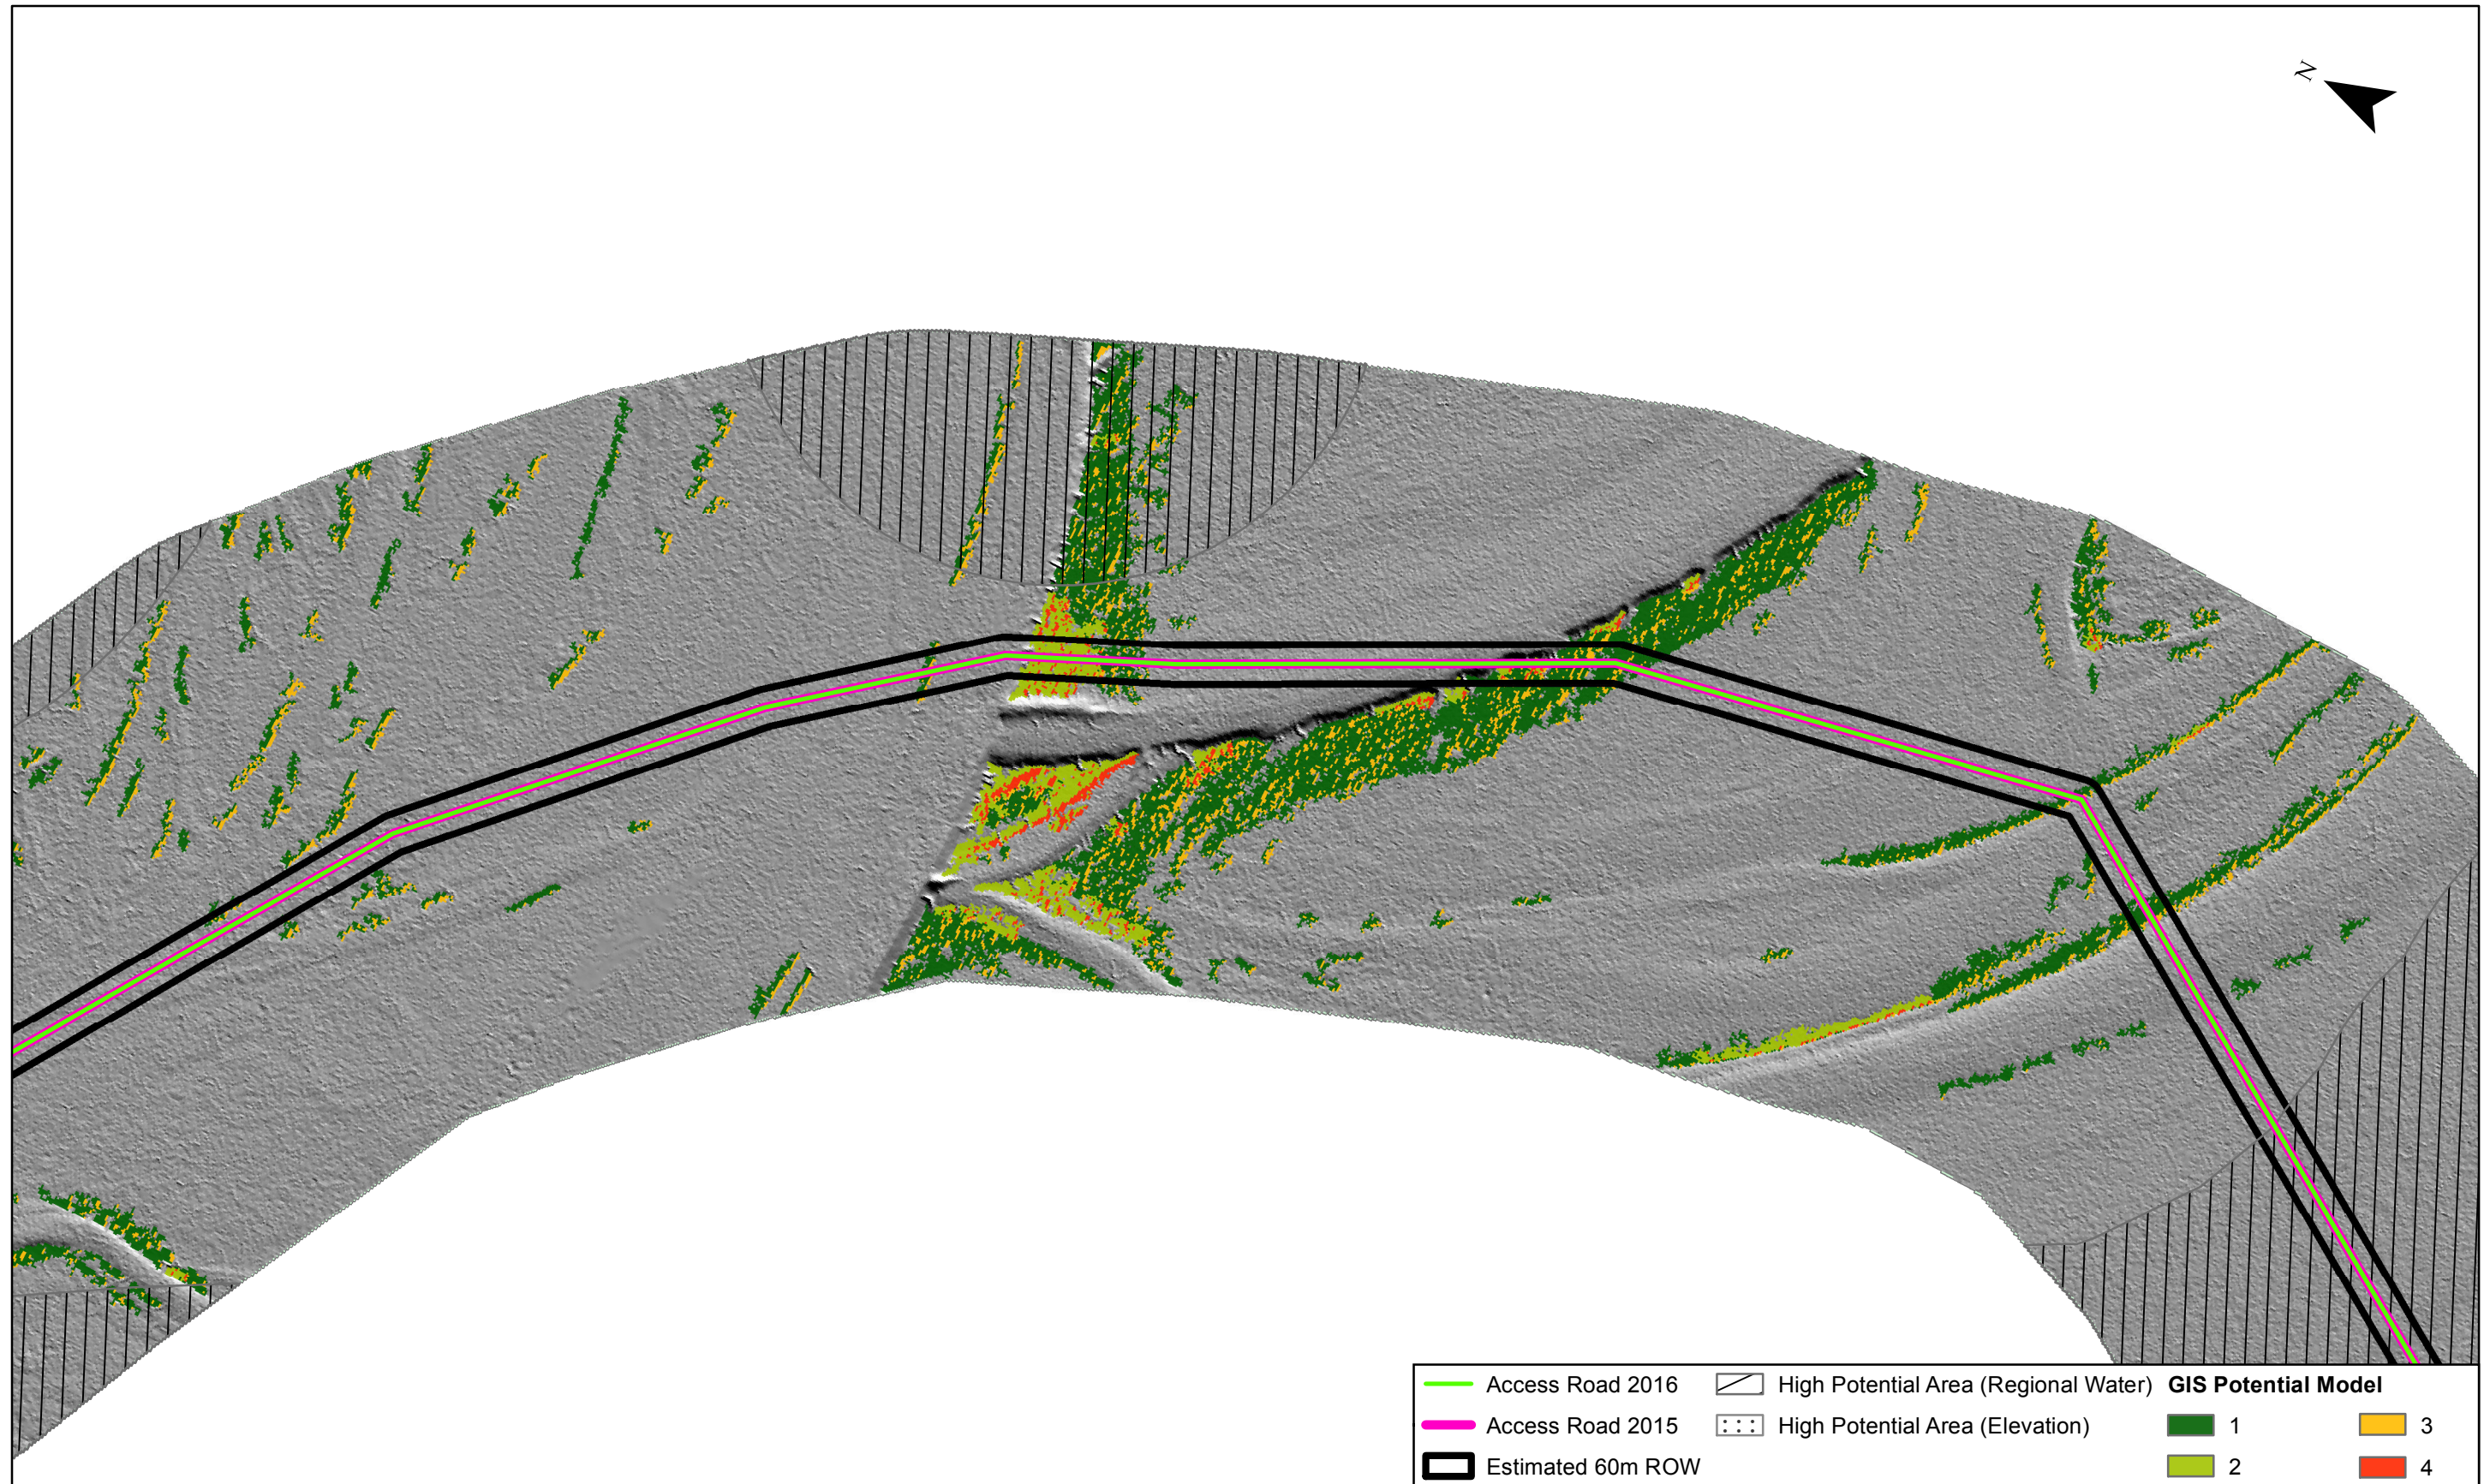 N
Access Road 2016 High Potential Area (Regional Water) GIS Potential Model
Access Road 2015 High Potential Area (Elevation) 1 3
Estimated 60m ROW 2 4